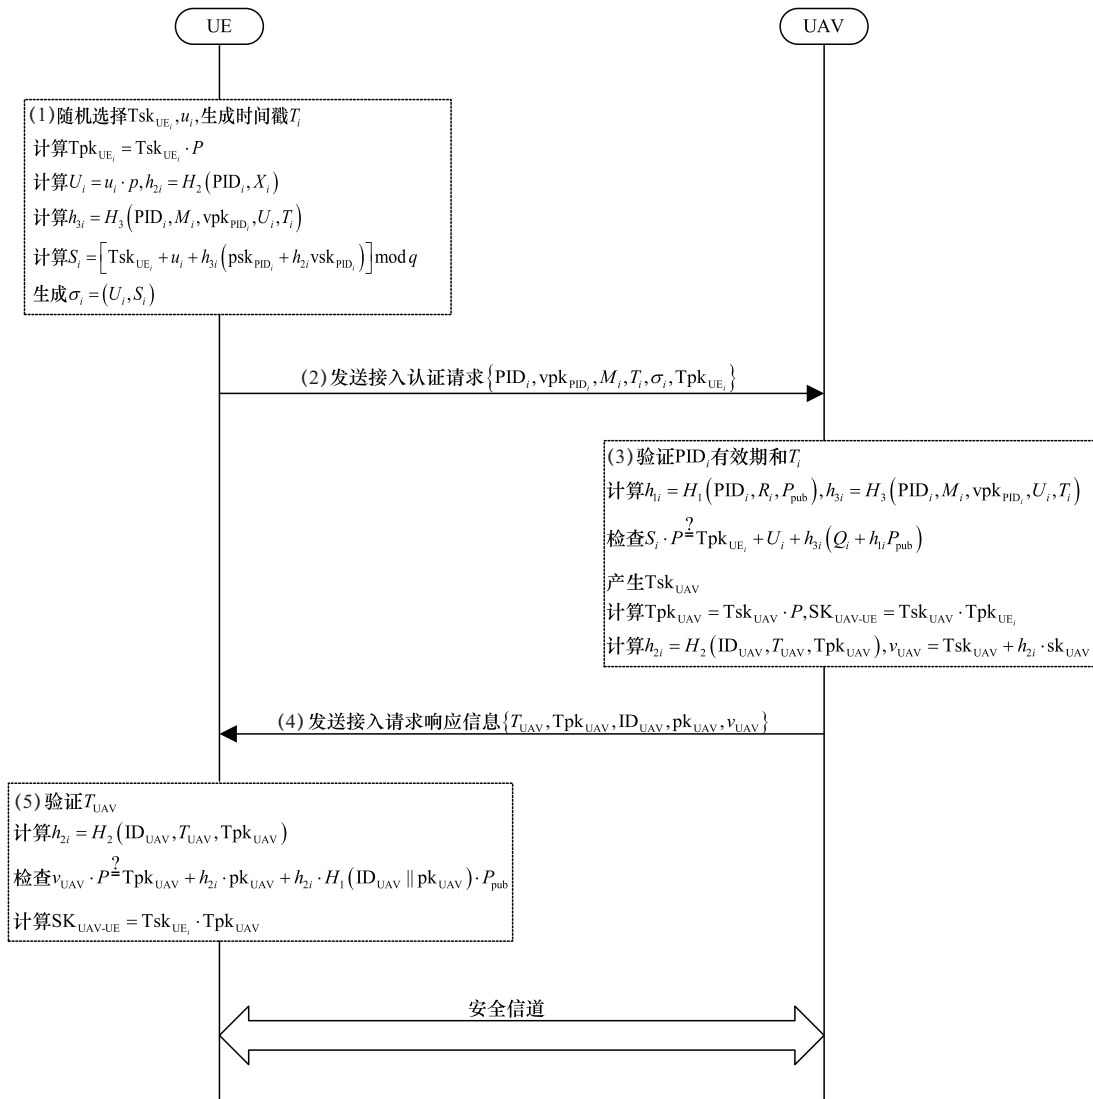 UE
UAV
(1)随机选择Tsk_{UE_i},u_i,生成时间戳T_i
计算Tpk_{UE_i}=Tsk_{UE_i}·P
计算U_i=u_i·p,h_{2i}=H_2(PID_i,X_i)
计算h_{3i}=H_3(PID_i,M_i,vpk_{PID_i},U_i,T_i)
计算S_i=[Tsk_{UE_i}+u_i+h_{3i}(psk_{PID_i}+h_{2i}vsk_{PID_i})]mod q
生成σ_i=(U_i,S_i)
(2)发送接入认证请求{PID_i,vpk_{PID_i},M_i,T_i,σ_i,Tpk_{UE_i}}
(3)验证PID_i有效期和T_i
计算h_{1i}=H_1(PID_i,R_i,P_{pub}),h_{3i}=H_3(PID_i,M_i,vpk_{PID_i},U_i,T_i)
检查S_i·P≟Tpk_{UE_i}+U_i+h_{3i}(Q_i+h_{1i}P_{pub})
产生Tsk_{UAV}
计算Tpk_{UAV}=Tsk_{UAV}·P,SK_{UAV-UE}=Tsk_{UAV}·Tpk_{UE_i}
计算h_{2i}=H_2(ID_{UAV},T_{UAV},Tpk_{UAV}),v_{UAV}=Tsk_{UAV}+h_{2i}·sk_{UAV}
(4)发送接入请求响应信息{T_{UAV},Tpk_{UAV},ID_{UAV},pk_{UAV},v_{UAV}}
(5)验证T_{UAV}
计算h_{2i}=H_2(ID_{UAV},T_{UAV},Tpk_{UAV})
检查v_{UAV}·P≟Tpk_{UAV}+h_{2i}·pk_{UAV}+h_{2i}·H_1(ID_{UAV}||pk_{UAV})·P_{pub}
计算SK_{UAV-UE}=Tsk_{UE_i}·Tpk_{UAV}
安全信道